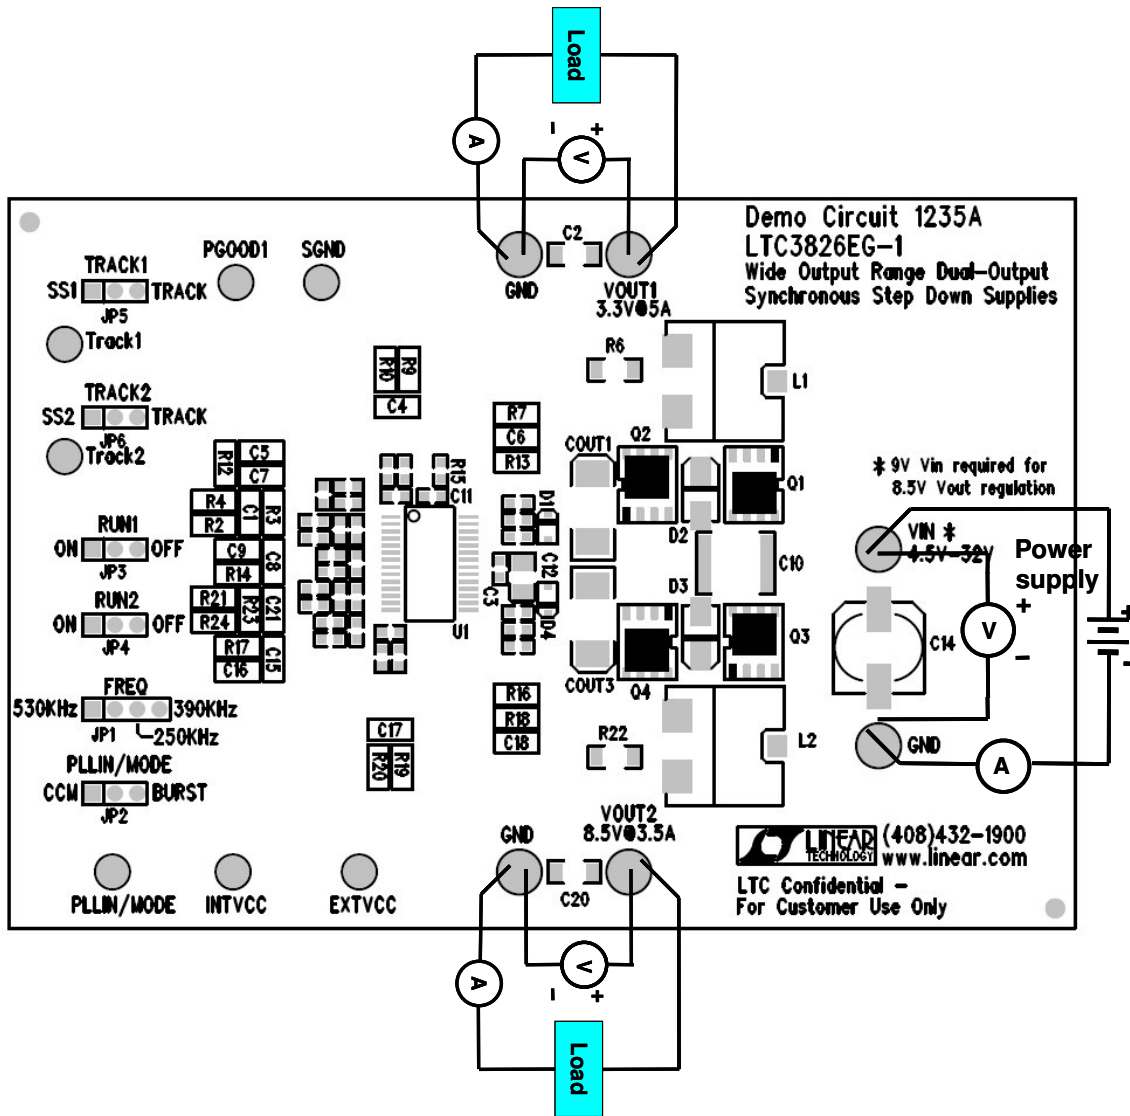 Load
A
- +
V
Demo Circuit 1235A
LTC3826EG-1
Wide Output Range Dual-Output
Synchronous Step Down Supplies
PGOOD1
SGND
C2
GND
VOUT1
3.3V@5A
TRACK1
SS1
TRACK
JP5
Track1
TRACK2
SS2
TRACK
JP6
Track2
R6
L1
R10
R9
C4
R7
C6
R13
COUT1
Q2
Q1
* 9V Vin required for
8.5V Vout regulation
R12
C5
C7
R15
C11
R4
R2
C1
R3
D1
D2
RUN1
ON
OFF
JP3
C9
R14
C8
C12
C3
C10
VIN *
4.5V-32V
Power
supply
+
-
RUN2
ON
OFF
JP4
R21
R24
R23
C21
R17
C16
C15
U1
D4
D3
Q3
COUT3
Q4
C14
V
+
-
FREQ
530KHz
390KHz
JP1
250KHz
R16
R18
C18
C17
R20
R19
R22
L2
GND
A
PLLIN/MODE
CCM
BURST
JP2
GND
VOUT2
8.5V@3.5A
C20
LINEAR
TECHNOLOGY
(408)432-1900
www.linear.com
LTC Confidential -
For Customer Use Only
PLLIN/MODE
INTVCC
EXTVCC
A
V
- +
Load